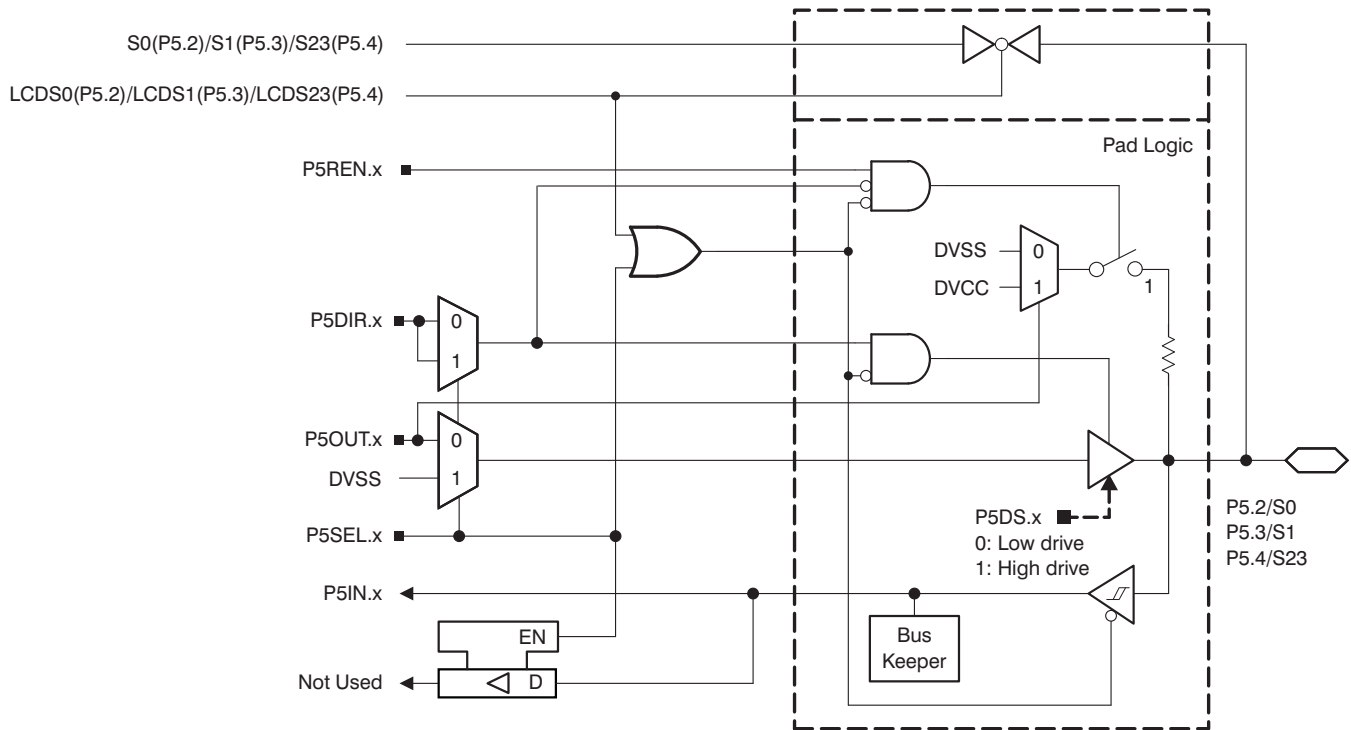 S0(P5.2)/S1(P5.3)/S23(P5.4)
LCDS0(P5.2)/LCDS1(P5.3)/LCDS23(P5.4)
Pad Logic
P5REN.x
DVSS
0
DVCC
1
1
P5DIR.x
0
1
P5OUT.x
0
DVSS
1
P5SEL.x
P5DS.x
0: Low drive
1: High drive
P5.2/S0
P5.3/S1
P5.4/S23
P5IN.x
Bus
Keeper
EN
Not Used
D